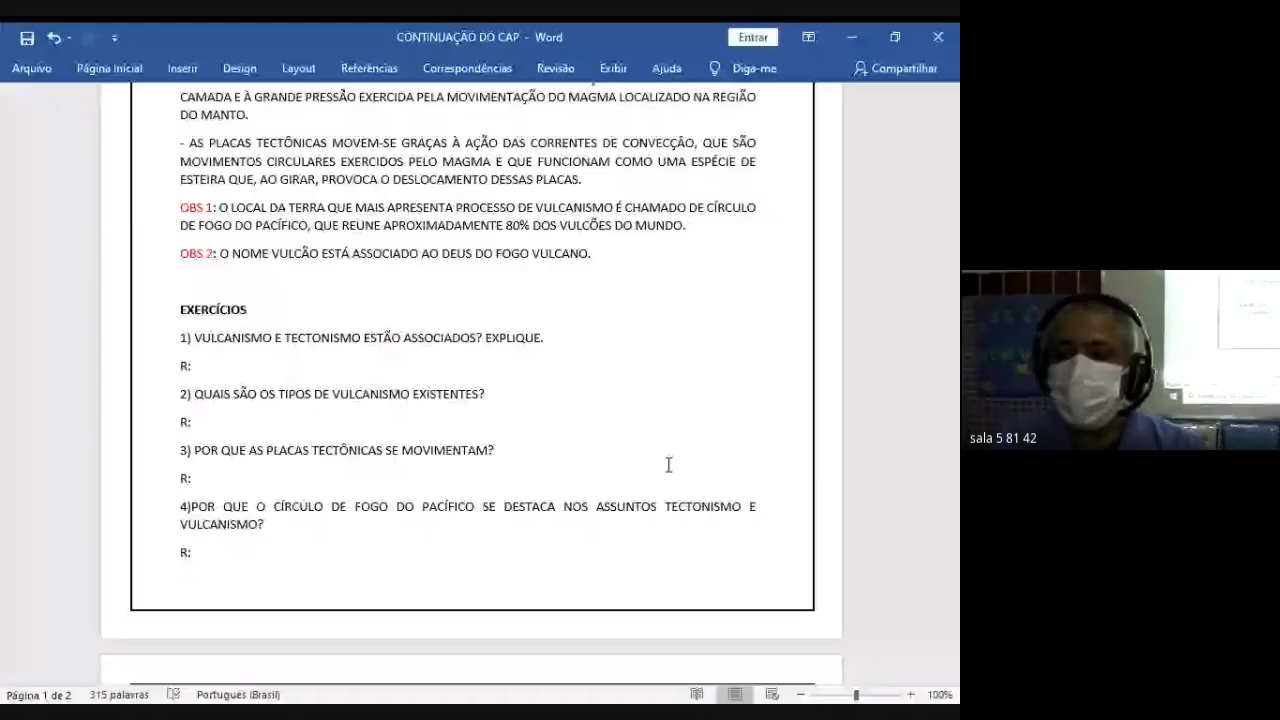 CONTINUAÇÃO DO CAP - Word
Entrar
Arquivo Página Inicial Inserir Design Layout Referências Correspondências Revisão Exibir Ajuda Diga-me Compartilhar
CAMADA E À GRANDE PRESSÃO EXERCIDA PELA MOVIMENTAÇÃO DO MAGMA LOCALIZADO NA REGIÃO
DO MANTO.
- AS PLACAS TECTÔNICAS MOVEM-SE GRAÇAS À AÇÃO DAS CORRENTES DE CONVECÇÂO, QUE SÃO
MOVIMENTOS CIRCULARES EXERCIDOS PELO MAGMA E QUE FUNCIONAM COMO UMA ESPÉCIE DE
ESTEIRA QUE, AO GIRAR, PROVOCA O DESLOCAMENTO DESSAS PLACAS.
OBS 1: O LOCAL DA TERRA QUE MAIS APRESENTA PROCESSO DE VULCANISMO É CHAMADO DE CÍRCULO
DE FOGO DO PACÍFICO, QUE REUNE APROXIMADAMENTE 80% DOS VULCÕES DO MUNDO.
OBS 2: O NOME VULCÃO ESTÁ ASSOCIADO AO DEUS DO FOGO VULCANO.
EXERCÍCIOS
1) VULCANISMO E TECTONISMO ESTÃO ASSOCIADOS? EXPLIQUE.
R:
2) QUAIS SÃO OS TIPOS DE VULCANISMO EXISTENTES?
R:
3) POR QUE AS PLACAS TECTÔNICAS SE MOVIMENTAM?
R:
4)POR QUE O CÍRCULO DE FOGO DO PACÍFICO SE DESTACA NOS ASSUNTOS TECTONISMO E
VULCANISMO?
R:
sala 5 81 42
Página 1 de 2 315 palavras Português (Brasil) 100%